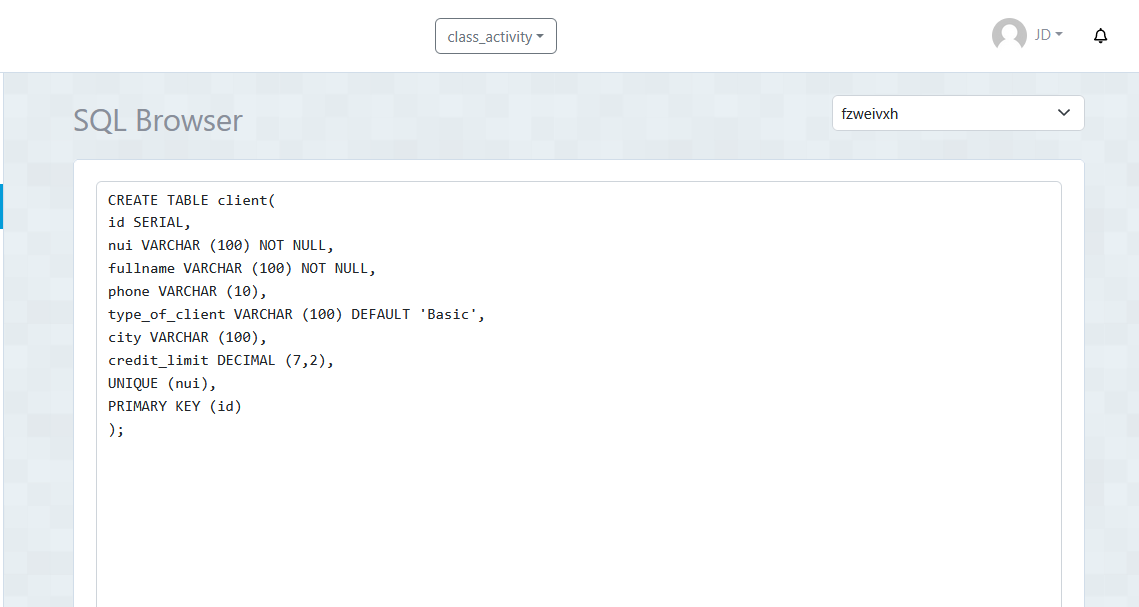 class_activity
JD
SQL Browser
fzweivxh
CREATE TABLE client(
id SERIAL,
nui VARCHAR (100) NOT NULL,
fullname VARCHAR (100) NOT NULL,
phone VARCHAR (10),
type_of_client VARCHAR (100) DEFAULT 'Basic',
city VARCHAR (100),
credit_limit DECIMAL (7,2),
UNIQUE (nui),
PRIMARY KEY (id)
);